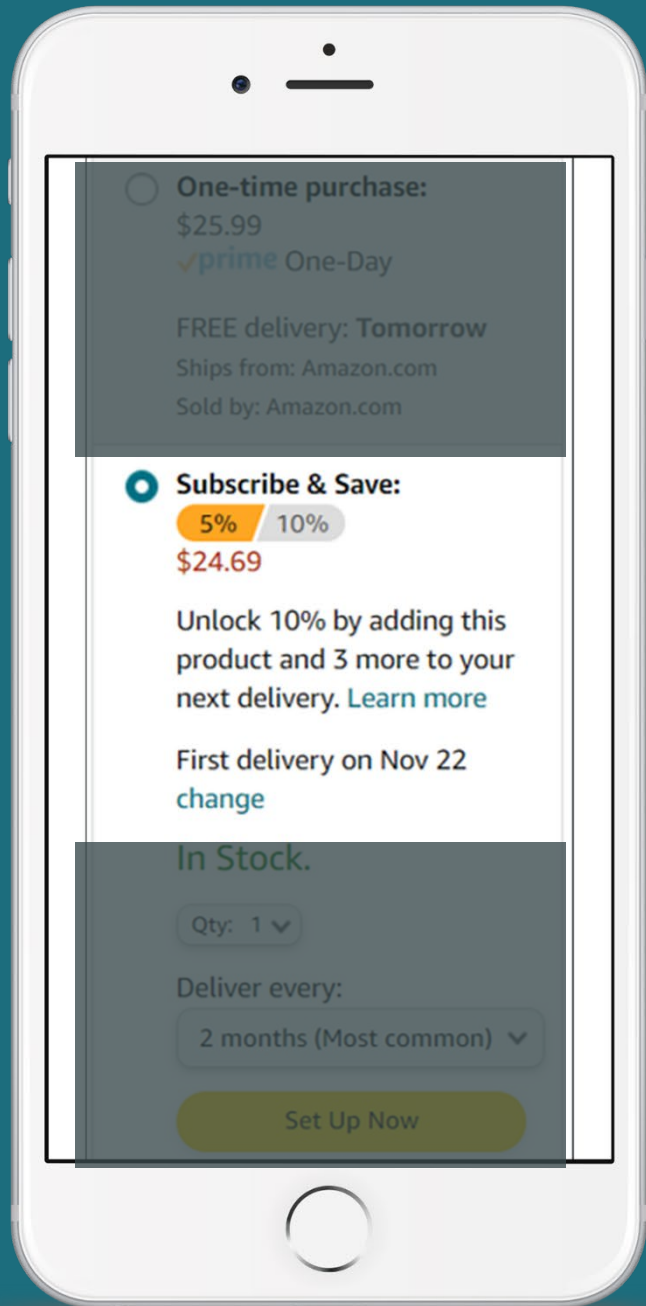 One-time purchase:
$25.99
prime One-Day
FREE delivery: Tomorrow
Ships from: Amazon.com
Sold by: Amazon.com
Subscribe & Save:
5% 10%
$24.69
Unlock 10% by adding this
product and 3 more to your
next delivery. Learn more
First delivery on Nov 22
change
In Stock.
Qty: 1
Deliver every:
2 months (Most common)
Set Up Now